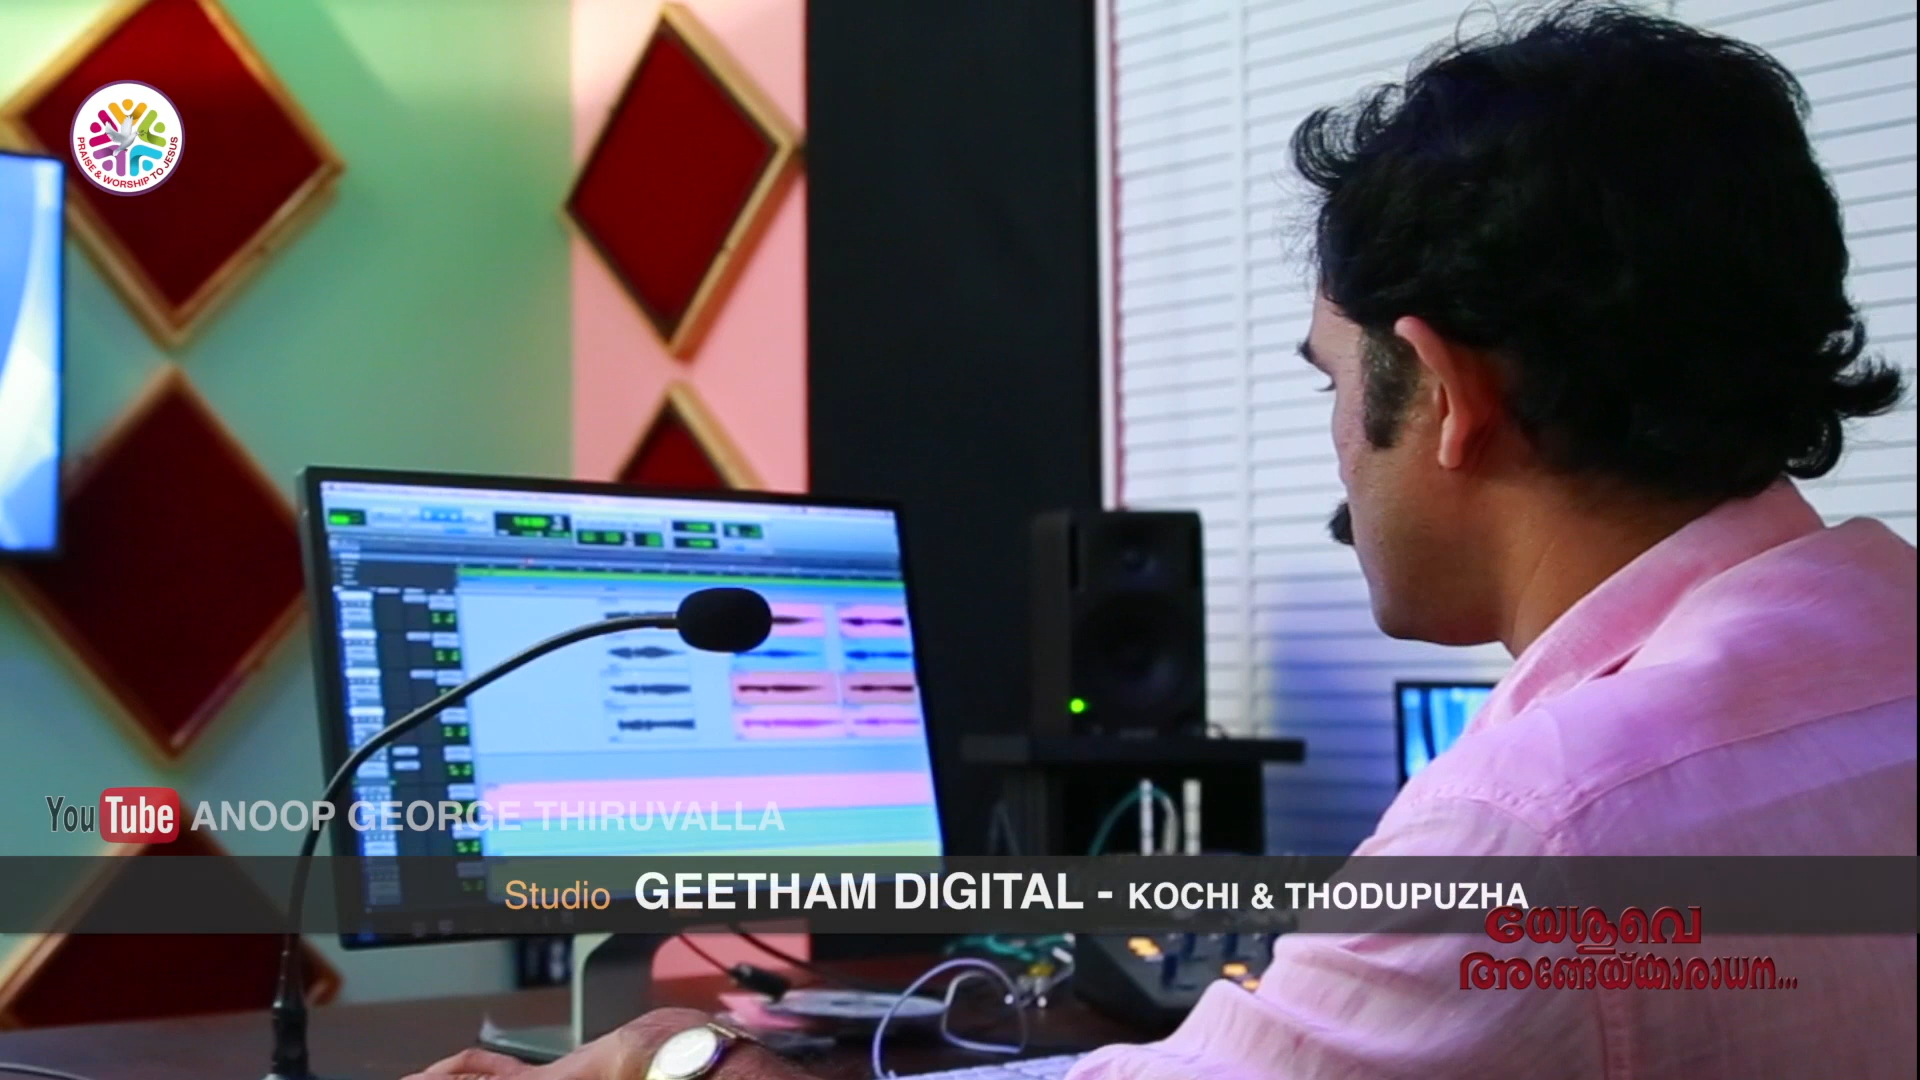 PRAISE & WORSHIP TO JESUS
YouTube ANOOP GEORGE THIRUVALLA
Studio GEETHAM DIGITAL - KOCHI & THODUPUZHA
യേശുവെ
അങ്ങേയ്ക്കാരാധന...